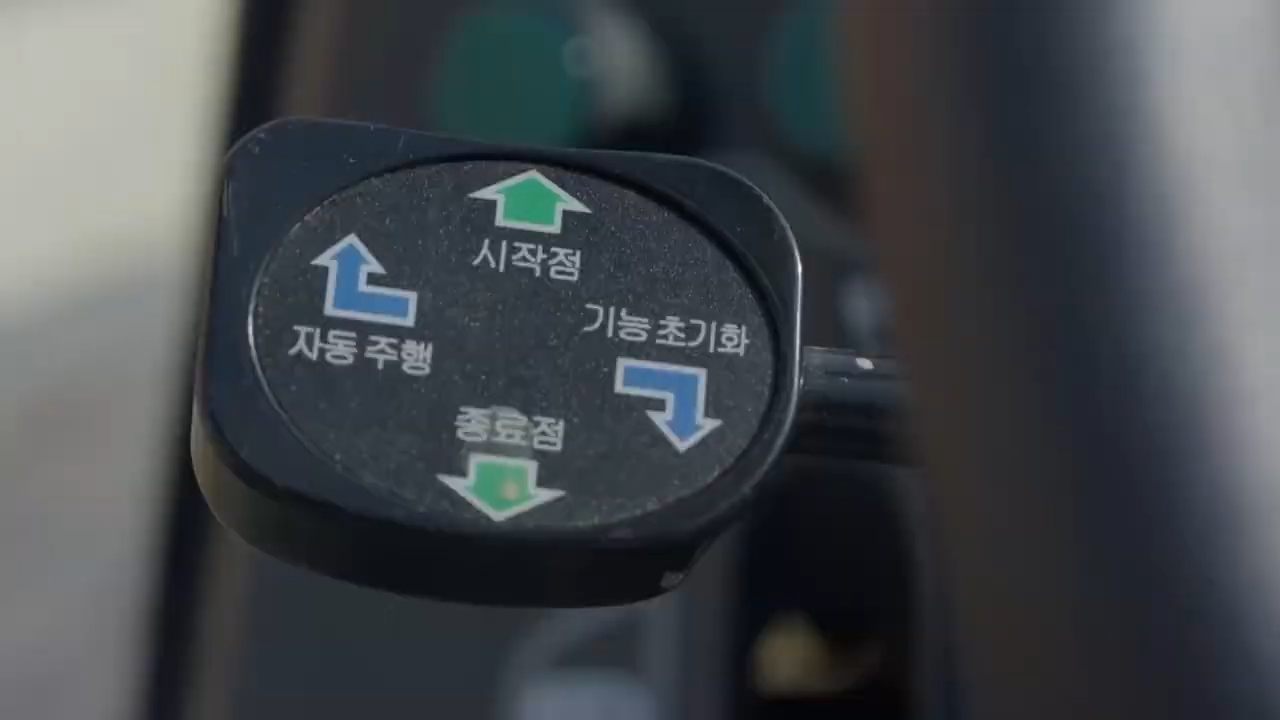 시작점
기능 초기화
자동 주행
종료점